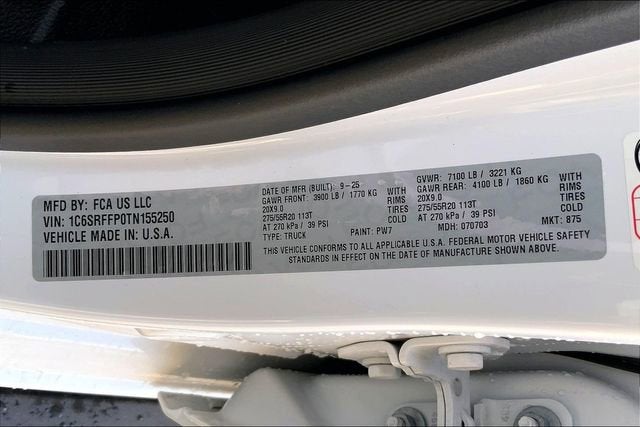 MFD BY: FCA US LLC
VIN: 1C6SRFFP0TN155250
VEHICLE MADE IN: U.S.A.
DATE OF MFR (BUILT): 9-25 GVWR: 7100 LB / 3221 KG
GAWR FRONT: 3900 LB / 1770 KG WITH GAWR REAR: 4100 LB / 1860 KG WITH
20X9.0 RIMS 20X9.0 RIMS
275/55R20 113T TIRES 275/55R20 113T TIRES
AT 270 kPa / 39 PSI COLD AT 270 kPa / 39 PSI COLD
TYPE: TRUCK PAINT: PW7 MDH: 070703 MKT: 875
THIS VEHICLE CONFORMS TO ALL APPLICABLE U.S.A. FEDERAL MOTOR VEHICLE SAFETY
STANDARDS IN EFFECT ON THE DATE OF MANUFACTURE SHOWN ABOVE.